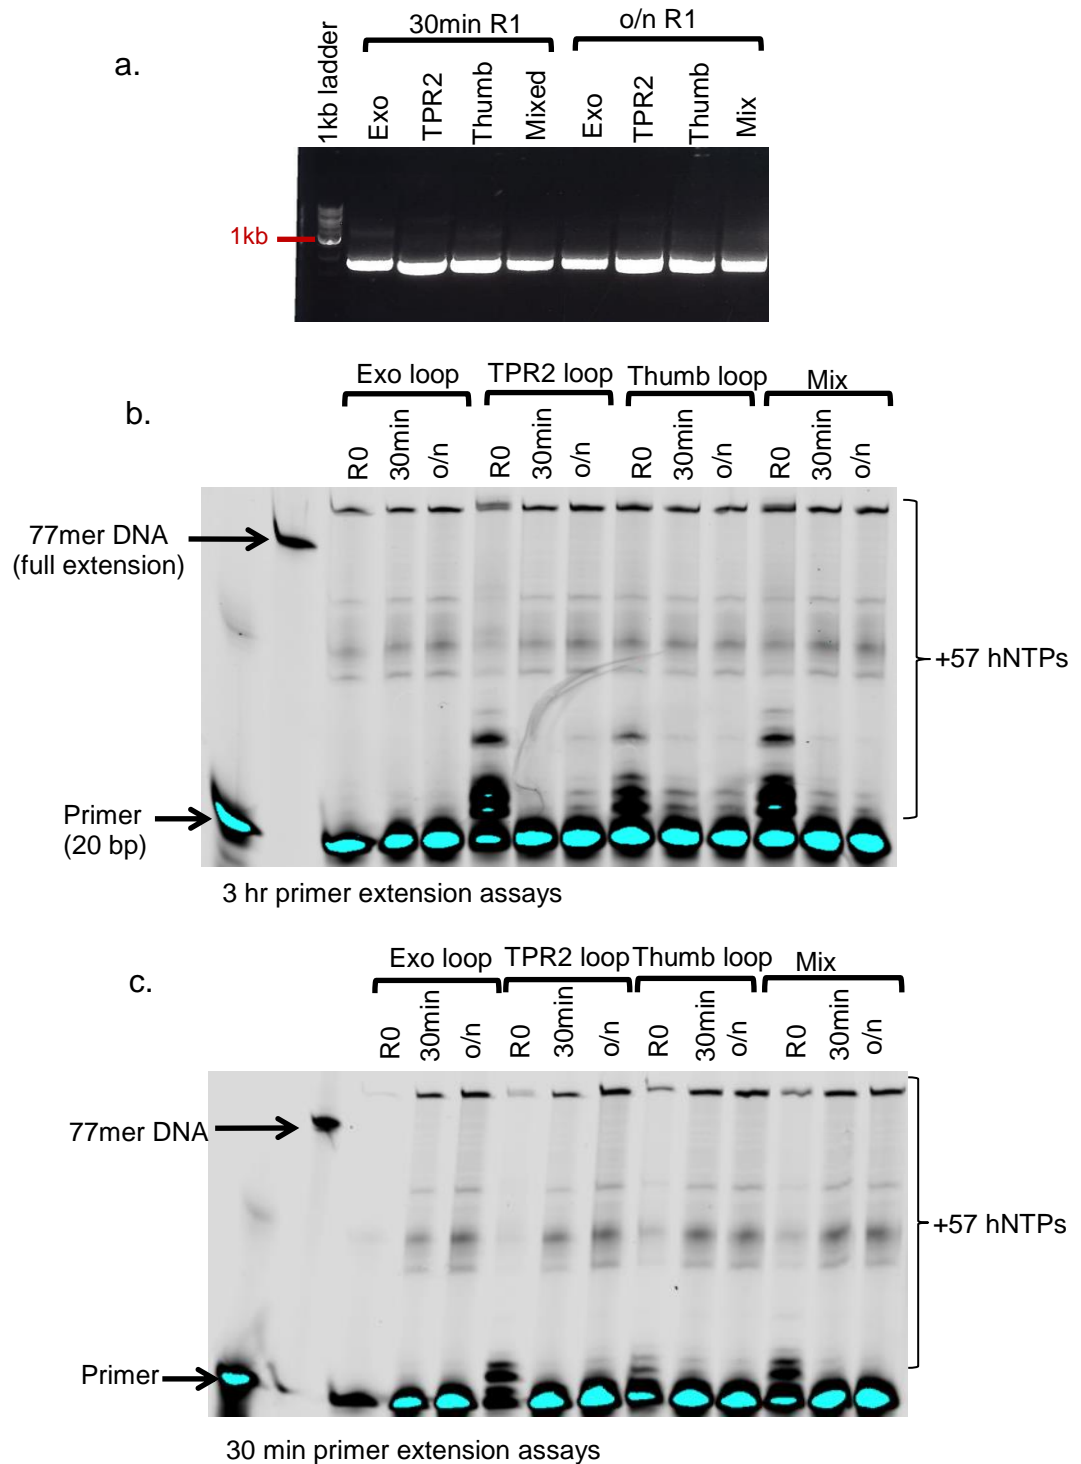 a.
30min R1
o/n R1
1kb ladder
Exo
TPR2
Thumb
Mixed
Exo
TPR2
Thumb
Mix
1kb
b.
Exo loop
TPR2 loop
Thumb loop
Mix
R0
30min
o/n
R0
30min
o/n
R0
30min
o/n
R0
30min
o/n
77mer DNA
(full extension)
+57 hNTPs
Primer
(20 bp)
3 hr primer extension assays
c.
Exo loop
TPR2 loop
Thumb loop
Mix
R0
30min
o/n
R0
30min
o/n
R0
30min
o/n
R0
30min
o/n
77mer DNA
+57 hNTPs
Primer
30 min primer extension assays